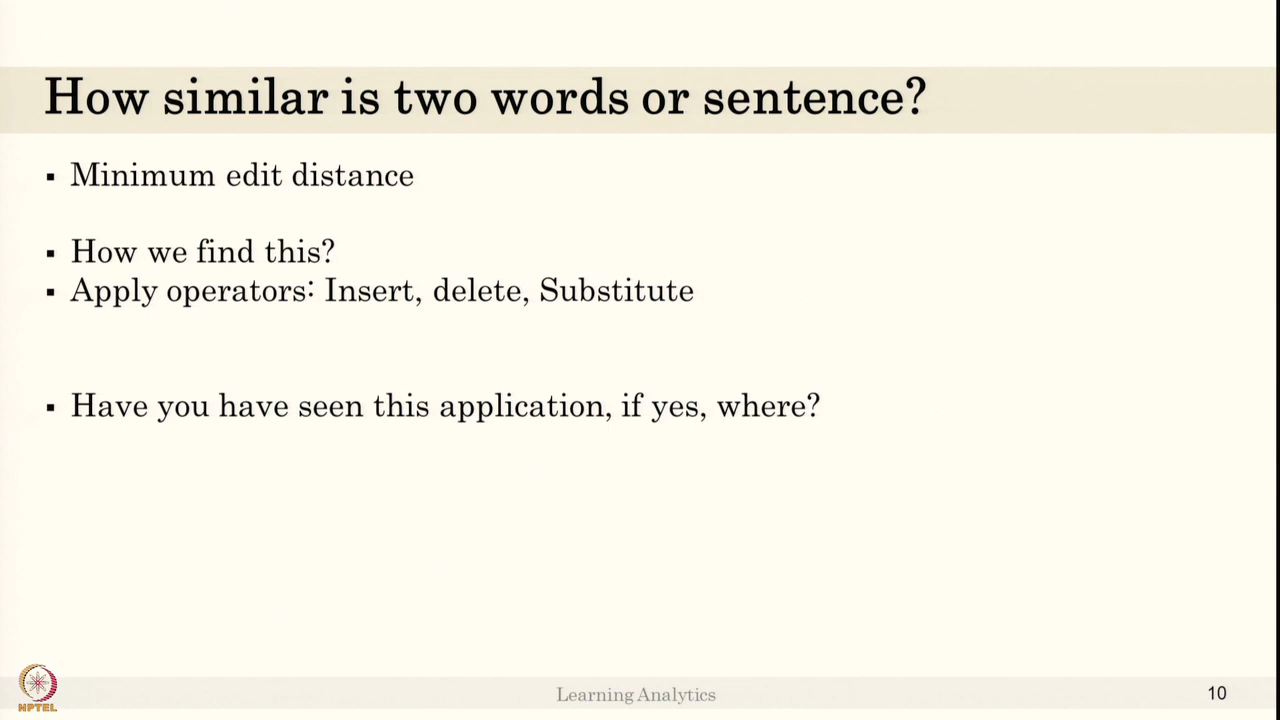 How similar is two words or sentence?
▪ Minimum edit distance
▪ How we find this?
▪ Apply operators: Insert, delete, Substitute
▪ Have you have seen this application, if yes, where?
NPTEL
Learning Analytics
10